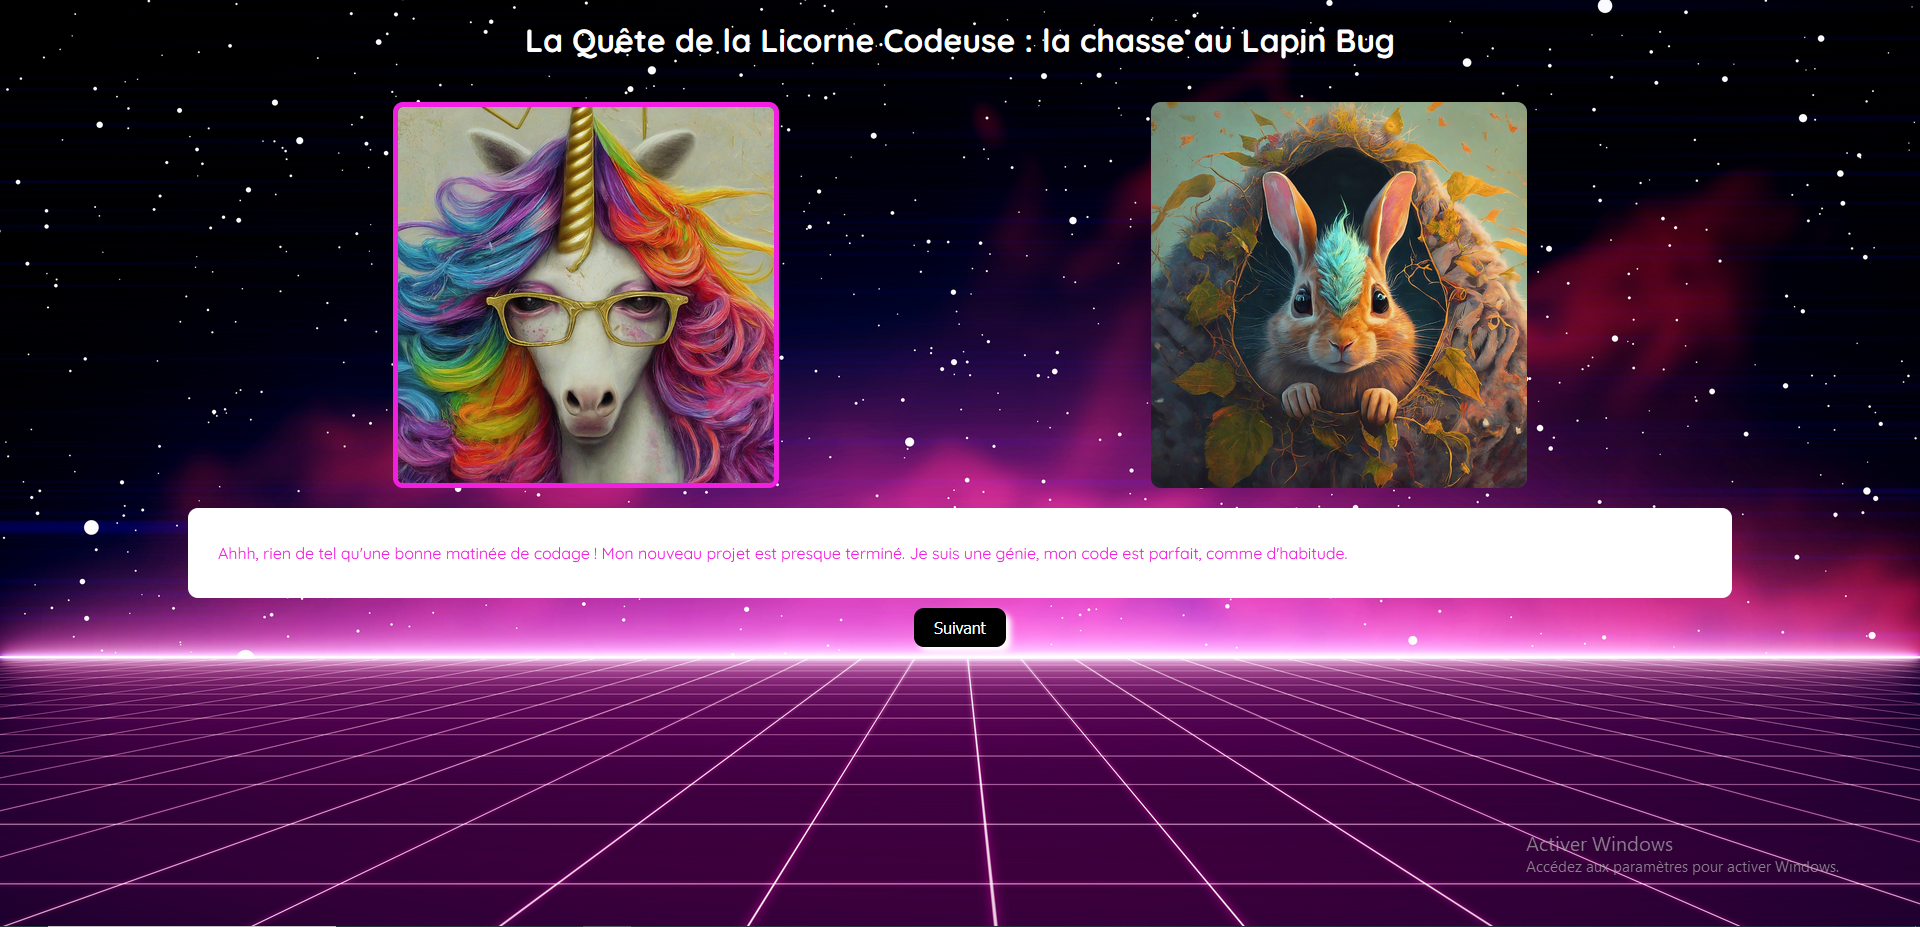 La Quête de la Licorne Codeuse : la chasse au Lapin Bug
Ahhh, rien de tel qu'une bonne matinée de codage ! Mon nouveau projet est presque terminé. Je suis une génie, mon code est parfait, comme d'habitude.
Suivant
Activer Windows
Accédez aux paramètres pour activer Windows.